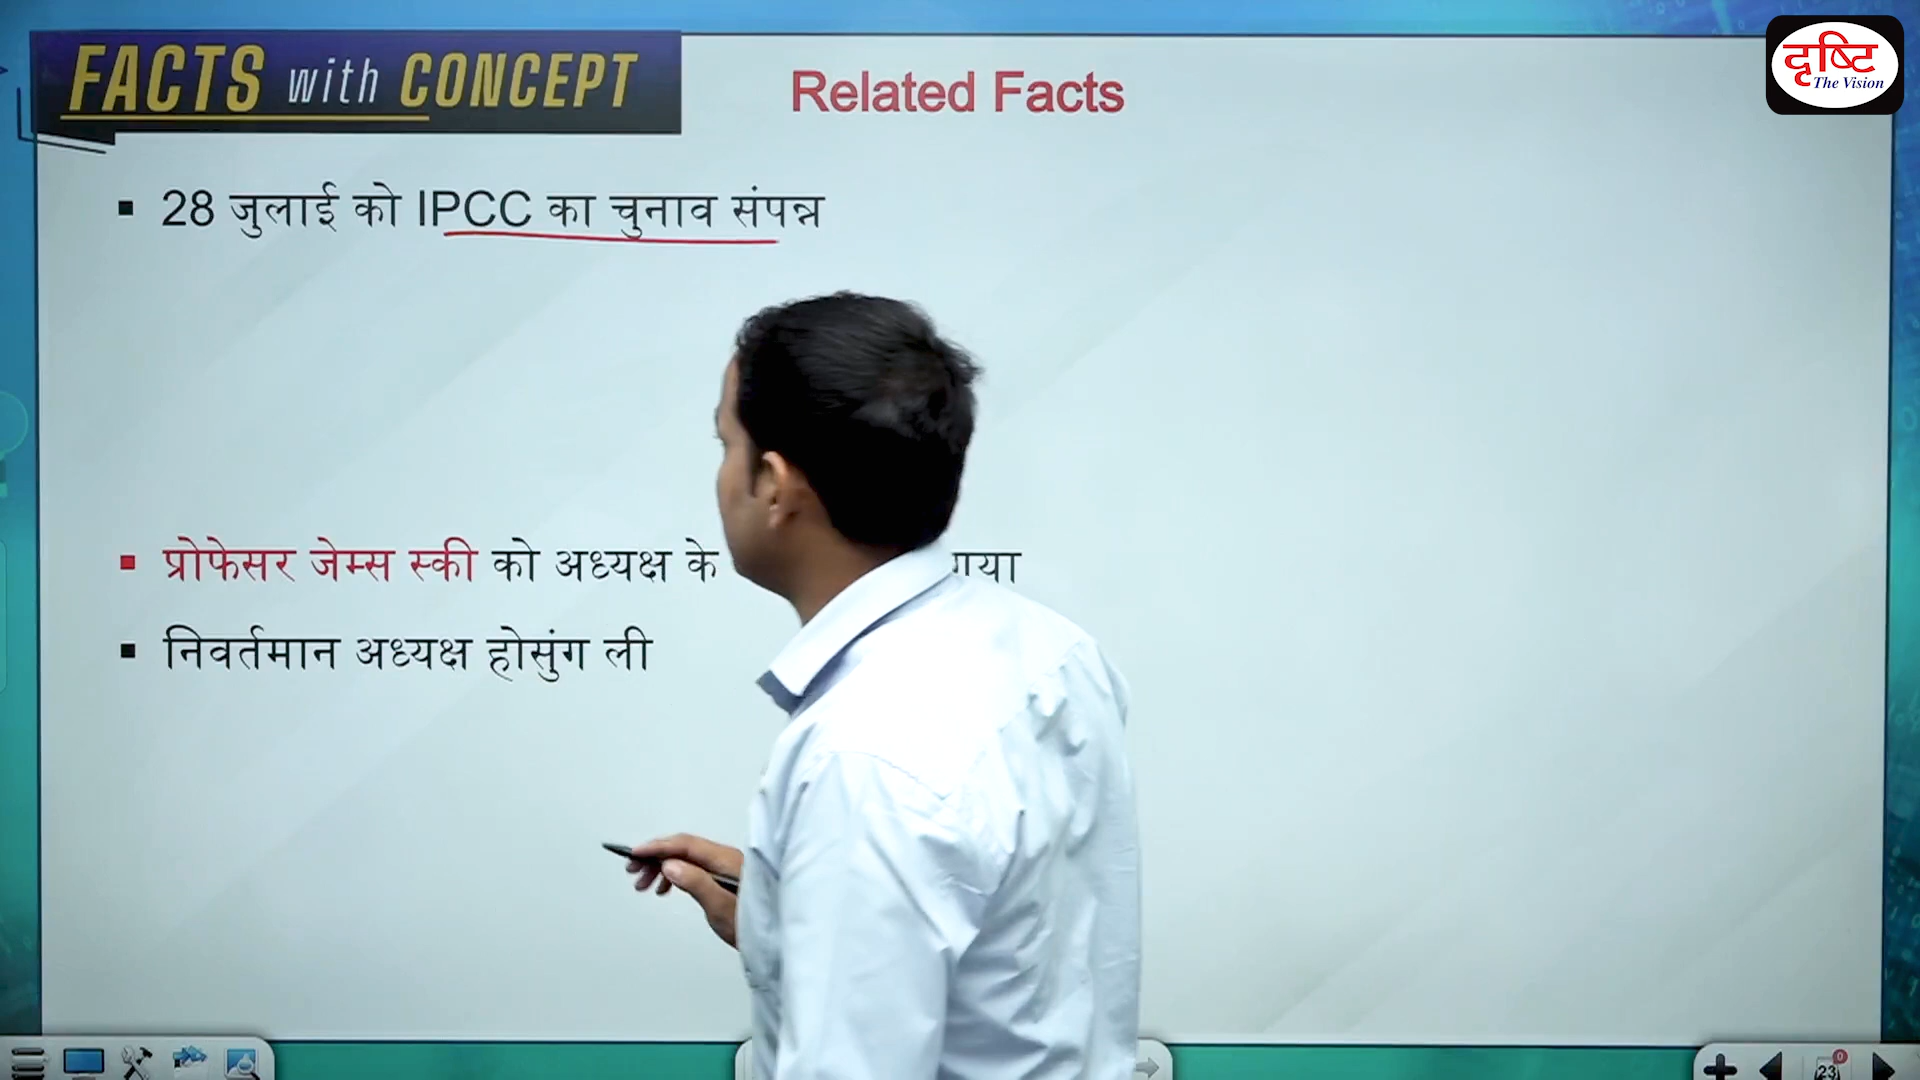 FACTS with CONCEPT
Related Facts
दृष्टि
The Vision
28 जुलाई को IPCC का चुनाव संपन्न
प्रोफेसर जेम्स स्की को अध्यक्ष के गया
निवर्तमान अध्यक्ष होसुंग ली
0
23